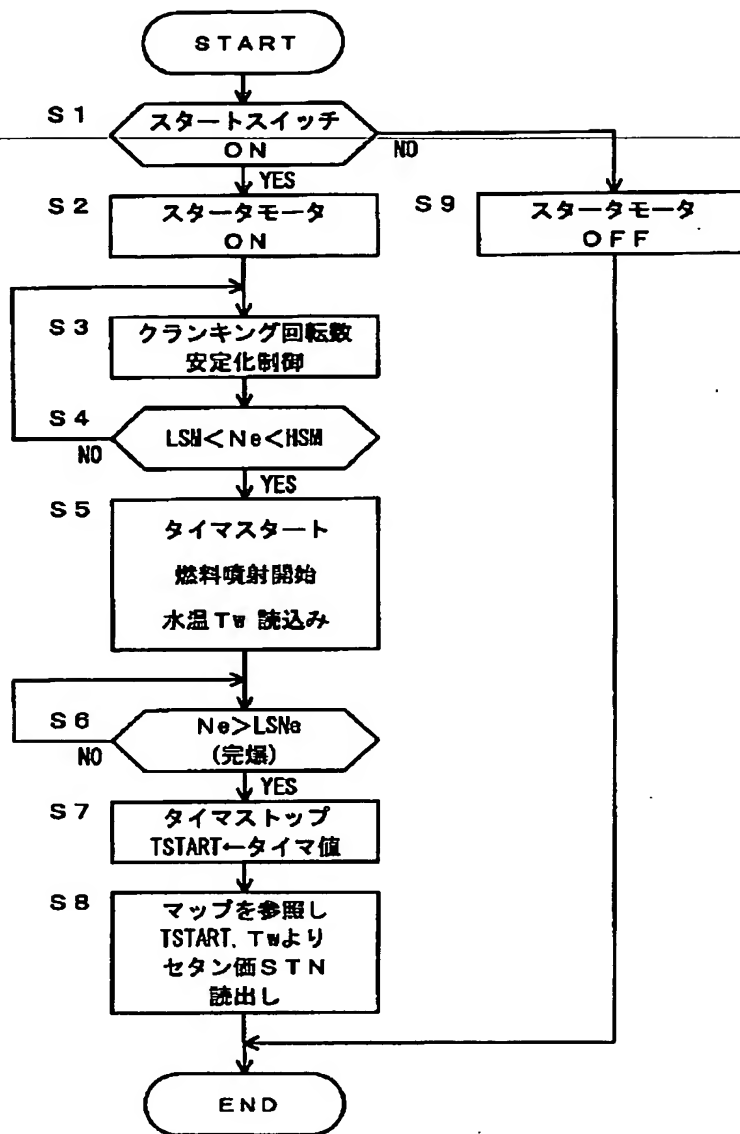 START
S1
スタートスイッチ
ON
NO
YES
S2
スタータモータ
ON
S9
スタータモータ
OFF
S3
クランキング回転数
安定化制御
S4
LSM<Ne<HSM
NO
YES
S5
タイマスタート
燃料噴射開始
水温Tw 読込み
S6
Ne>LSNe
(完爆)
NO
YES
S7
タイマストップ
TSTART←タイマ値
S8
マップを参照し
TSTART, Twより
セタン価STN
読出し
END